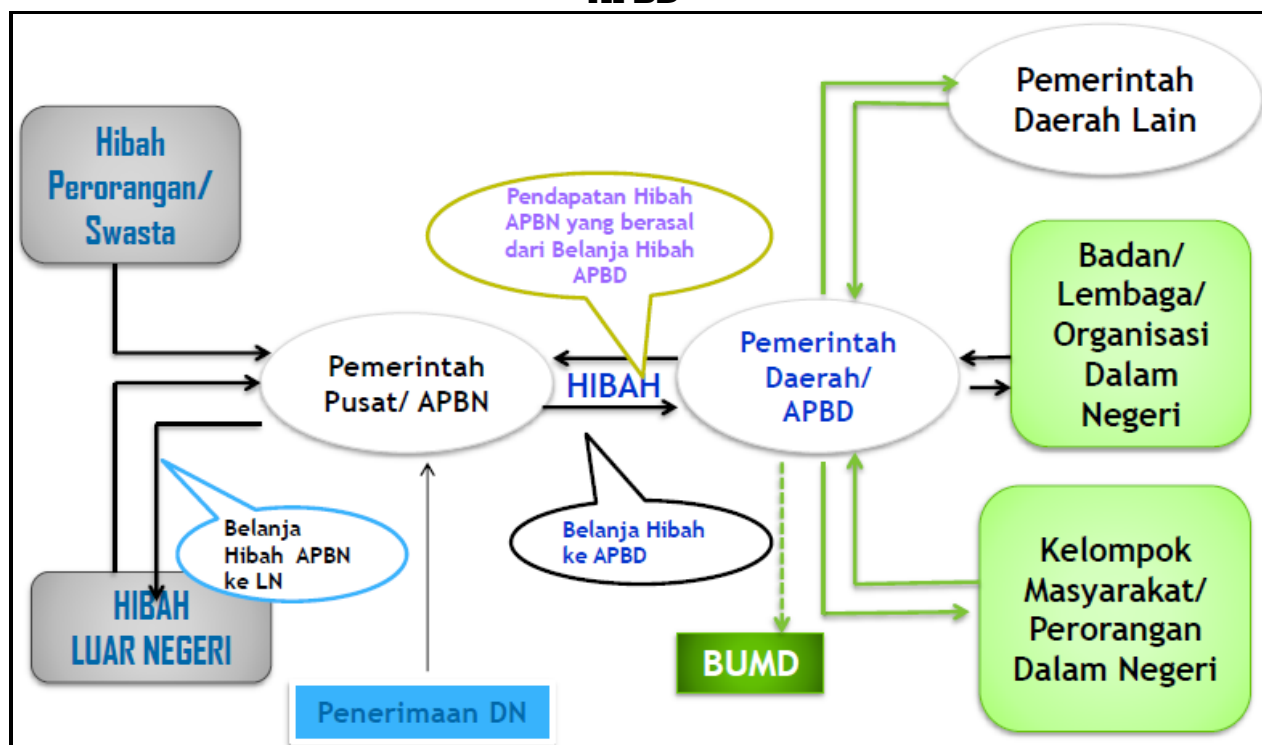 Pemerintah
Daerah Lain
Hibah
Perorangan/
Swasta
Pendapatan Hibah
APBN yang berasal
dari Belanja Hibah
APBD
Badan/
Lembaga/
Organisasi
Dalam
Negeri
Pemerintah
Pusat/ APBN
HIBAH
Pemerintah
Daerah/
APBD
Belanja
Hibah APBN
ke LN
Belanja Hibah
ke APBD
Kelompok
Masyarakat/
Perorangan
Dalam Negeri
HIBAH
LUAR NEGERI
BUMD
Penerimaan DN